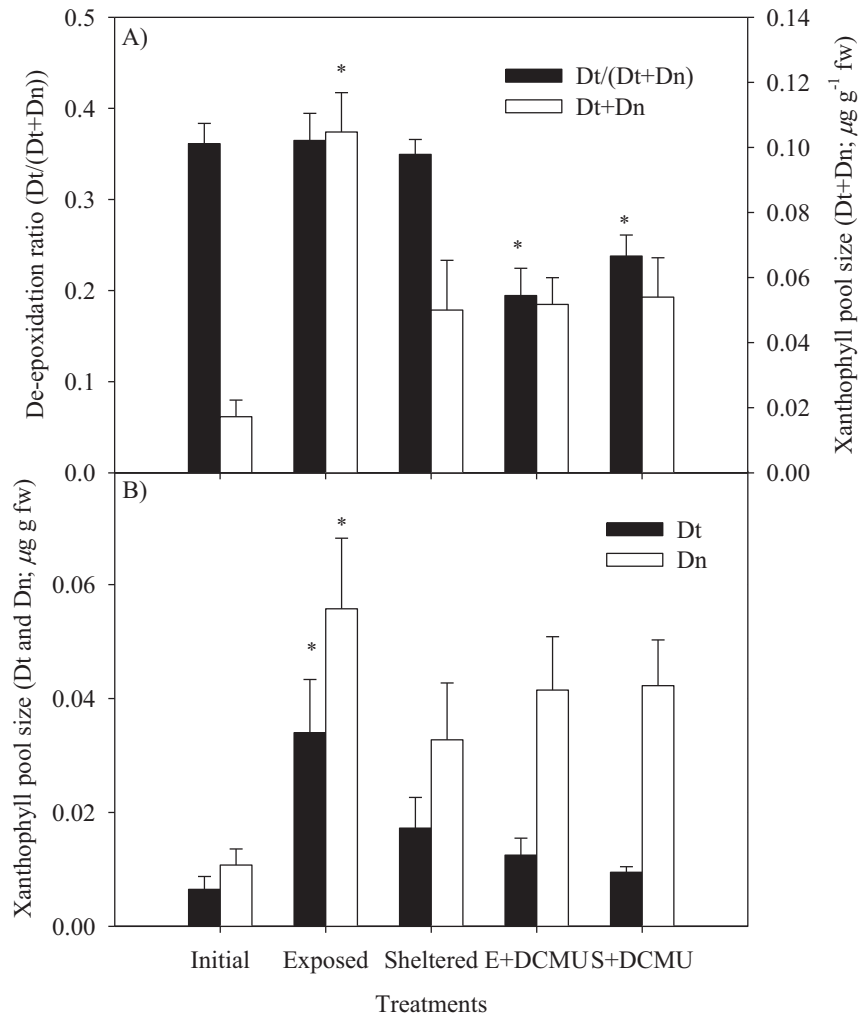 A)
Dt/(Dt+Dn)
Dt+Dn
De-epoxidation ratio (Dt/(Dt+Dn))
0.5
0.4
0.3
0.2
0.1
0.0
Xanthophyll pool size (Dt+Dn; µg g⁻¹ fw)
0.14
0.12
0.10
0.08
0.06
0.04
0.02
0.00
*
*
*
B)
Dt
Dn
Xanthophyll pool size (Dt and Dn; µg g fw)
0.06
0.04
0.02
0.00
*
*
Initial Exposed Sheltered E+DCMU S+DCMU
Treatments